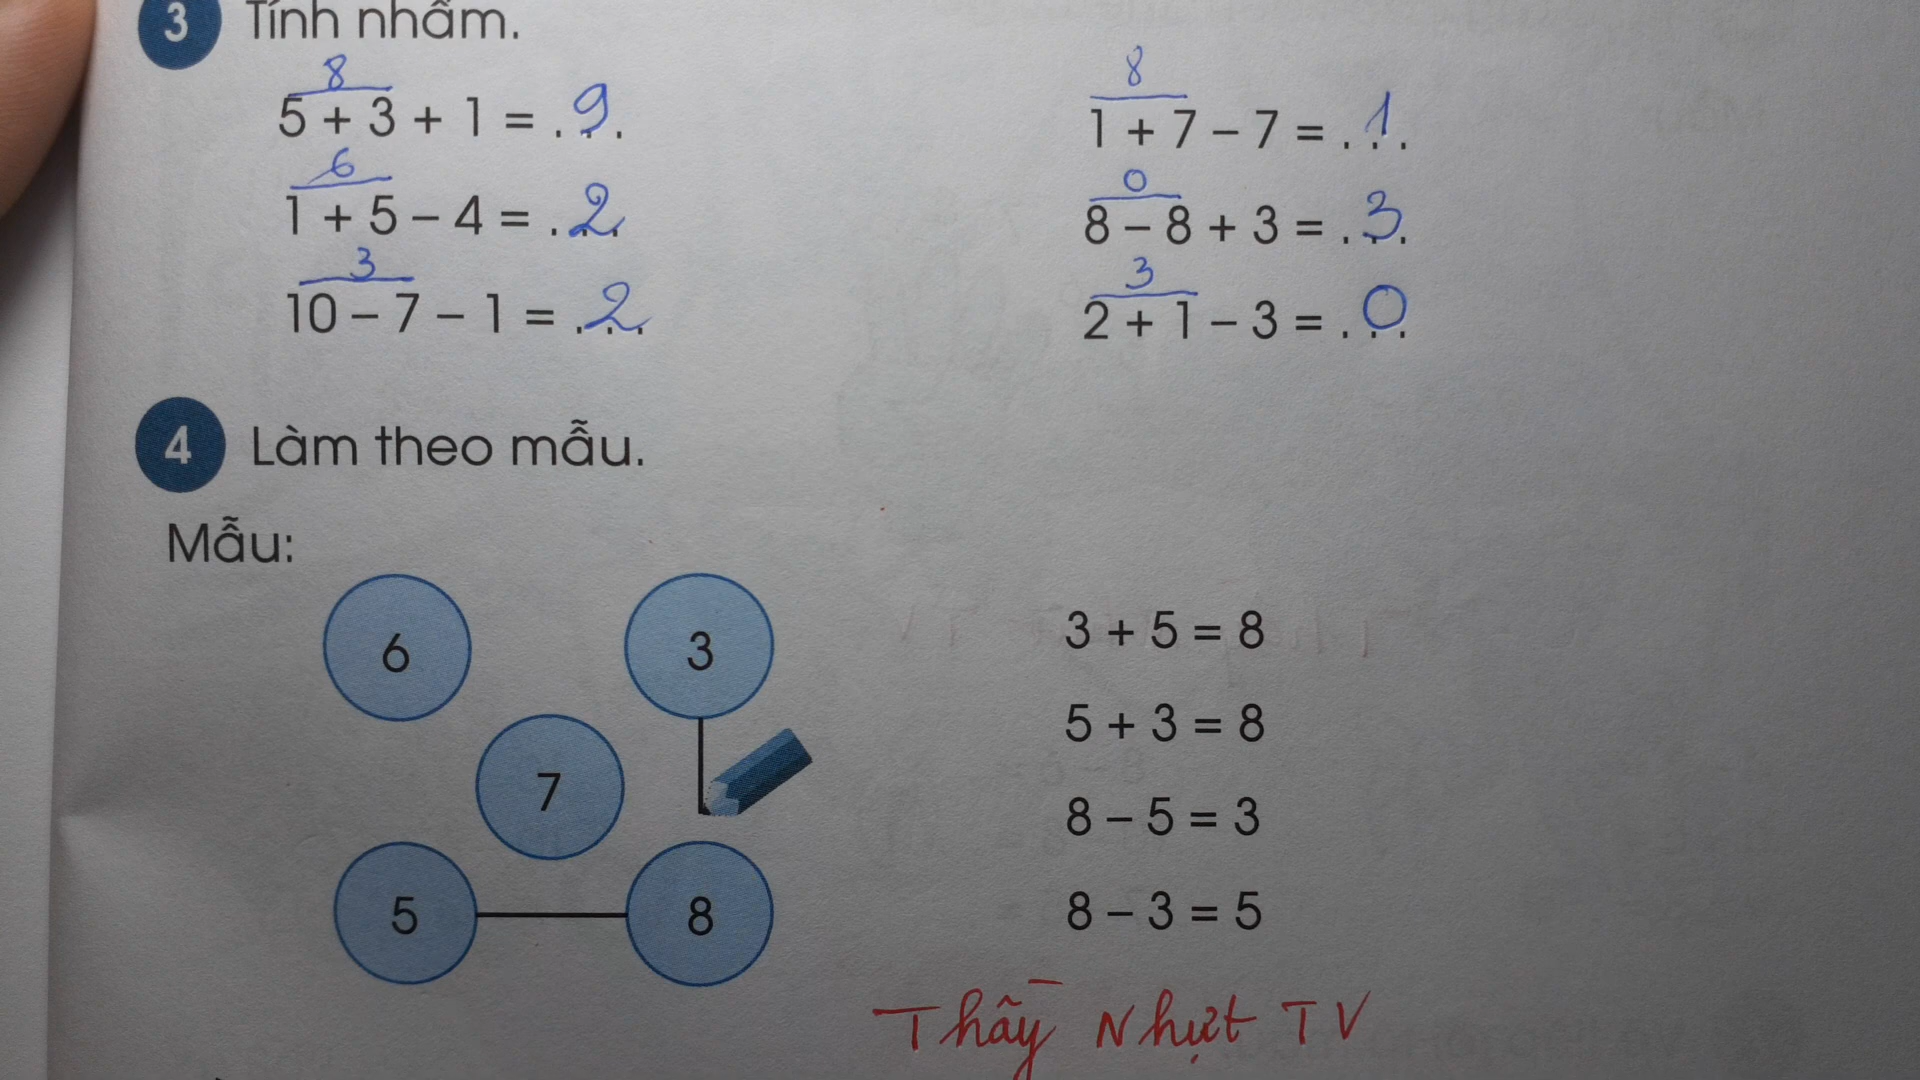 3 Tính nhẩm.
8
5 + 3 + 1 = . 9 .
6
1 + 5 – 4 = . 2 .
3
10 – 7 – 1 = . 2 .
8
1 + 7 – 7 = . 1 .
0
8 – 8 + 3 = . 3 .
3
2 + 1 – 3 = . 0 .
4 Làm theo mẫu.
Mẫu:
6 3
7
5 8
3 + 5 = 8
5 + 3 = 8
8 – 5 = 3
8 – 3 = 5
Thầy Nhựt TV